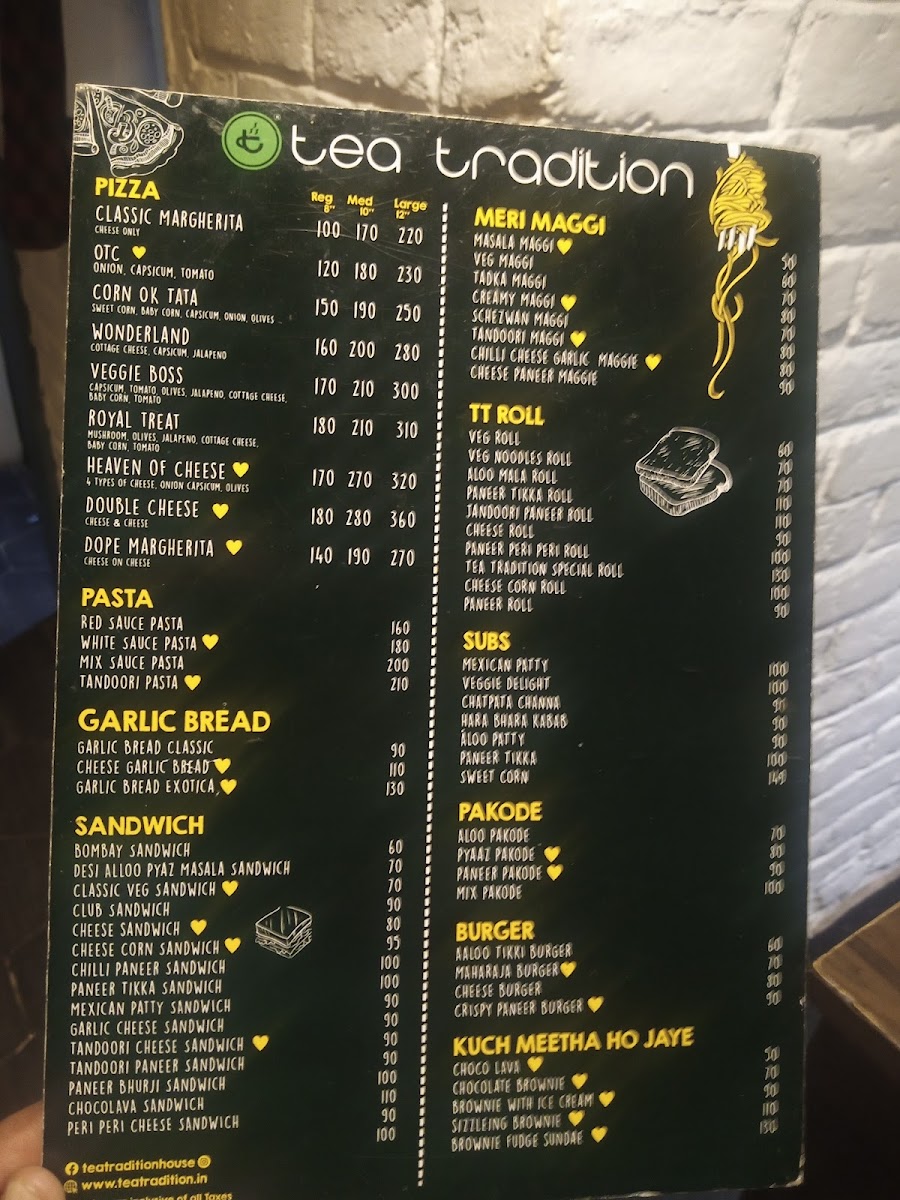 tea tradition
PIZZA
Reg 8" Med 10" Large 12"
CLASSIC MARGHERITA 100 170 220
CHEESE ONLY
OTC 120 180 230
ONION, CAPSICUM, TOMATO
CORN OK TATA 150 190 250
SWEET CORN, BABY CORN, CAPSICUM, ONION, OLIVES
WONDERLAND 160 200 280
COTTAGE CHEESE, CAPSICUM, JALAPENO
VEGGIE BOSS 170 210 300
CAPSICUM, TOMATO, OLIVES, JALAPENO, COTTAGE CHEESE,
BABY CORN, TOMATO
ROYAL TREAT 180 210 310
MUSHROOM, OLIVES, JALAPENO, COTTAGE CHEESE,
BABY CORN, TOMATO
HEAVEN OF CHEESE 170 270 320
4 TYPES OF CHEESE, ONION CAPSICUM, OLIVES
DOUBLE CHEESE 180 280 360
CHEESE & CHEESE
DOPE MARGHERITA 140 190 270
CHEESE ON CHEESE
PASTA
RED SAUCE PASTA 160
WHITE SAUCE PASTA 180
MIX SAUCE PASTA 200
TANDOORI PASTA 210
GARLIC BREAD
GARLIC BREAD CLASSIC 90
CHEESE GARLIC BREAD 110
GARLIC BREAD EXOTICA 130
SANDWICH
BOMBAY SANDWICH 60
DESI ALLOO PYAZ MASALA SANDWICH 70
CLASSIC VEG SANDWICH 70
CLUB SANDWICH 90
CHEESE SANDWICH 80
CHEESE CORN SANDWICH 95
CHILLI PANEER SANDWICH 100
PANEER TIKKA SANDWICH 100
MEXICAN PATTY SANDWICH 90
GARLIC CHEESE SANDWICH 90
TANDOORI CHEESE SANDWICH 90
TANDOORI PANEER SANDWICH 90
PANEER BHURJI SANDWICH 100
CHOCOLAVA SANDWICH 110
PERI PERI CHEESE SANDWICH 90
100
teatraditionhouse
www.teatradition.in
inclusive of all Taxes
MERI MAGGI
MASALA MAGGI 50
VEG MAGGI 60
TADKA MAGGI 70
CREAMY MAGGI 80
SCHEZWAN MAGGI 70
TANDOORI MAGGI 80
CHILLI CHEESE GARLIC MAGGIE 80
CHEESE PANEER MAGGIE 90
TT ROLL
VEG ROLL 60
VEG NOODLES ROLL 70
ALOO MALA ROLL 70
PANEER TIKKA ROLL 110
TANDOORI PANEER ROLL 110
CHEESE ROLL 90
PANEER PERI PERI ROLL 100
TEA TRADITION SPECIAL ROLL 130
CHEESE CORN ROLL 100
PANEER ROLL 90
SUBS
MEXICAN PATTY 100
VEGGIE DELIGHT 100
CHATPATA CHANNA 90
HARA BHARA KABAB 90
ALOO PATTY 90
PANEER TIKKA 100
SWEET CORN 149
PAKODE
ALOO PAKODE 70
PYAAZ PAKODE 80
PANEER PAKODE 90
MIX PAKODE 100
BURGER
AALOO TIKKI BURGER 60
MAHARAJA BURGER 70
CHEESE BURGER 80
CRISPY PANEER BURGER 90
KUCH MEETHA HO JAYE
CHOCO LAVA 50
CHOCOLATE BROWNIE 70
BROWNIE WITH ICE CREAM 90
SIZZLEING BROWNIE 110
BROWNIE FUDGE SUNDAE 130